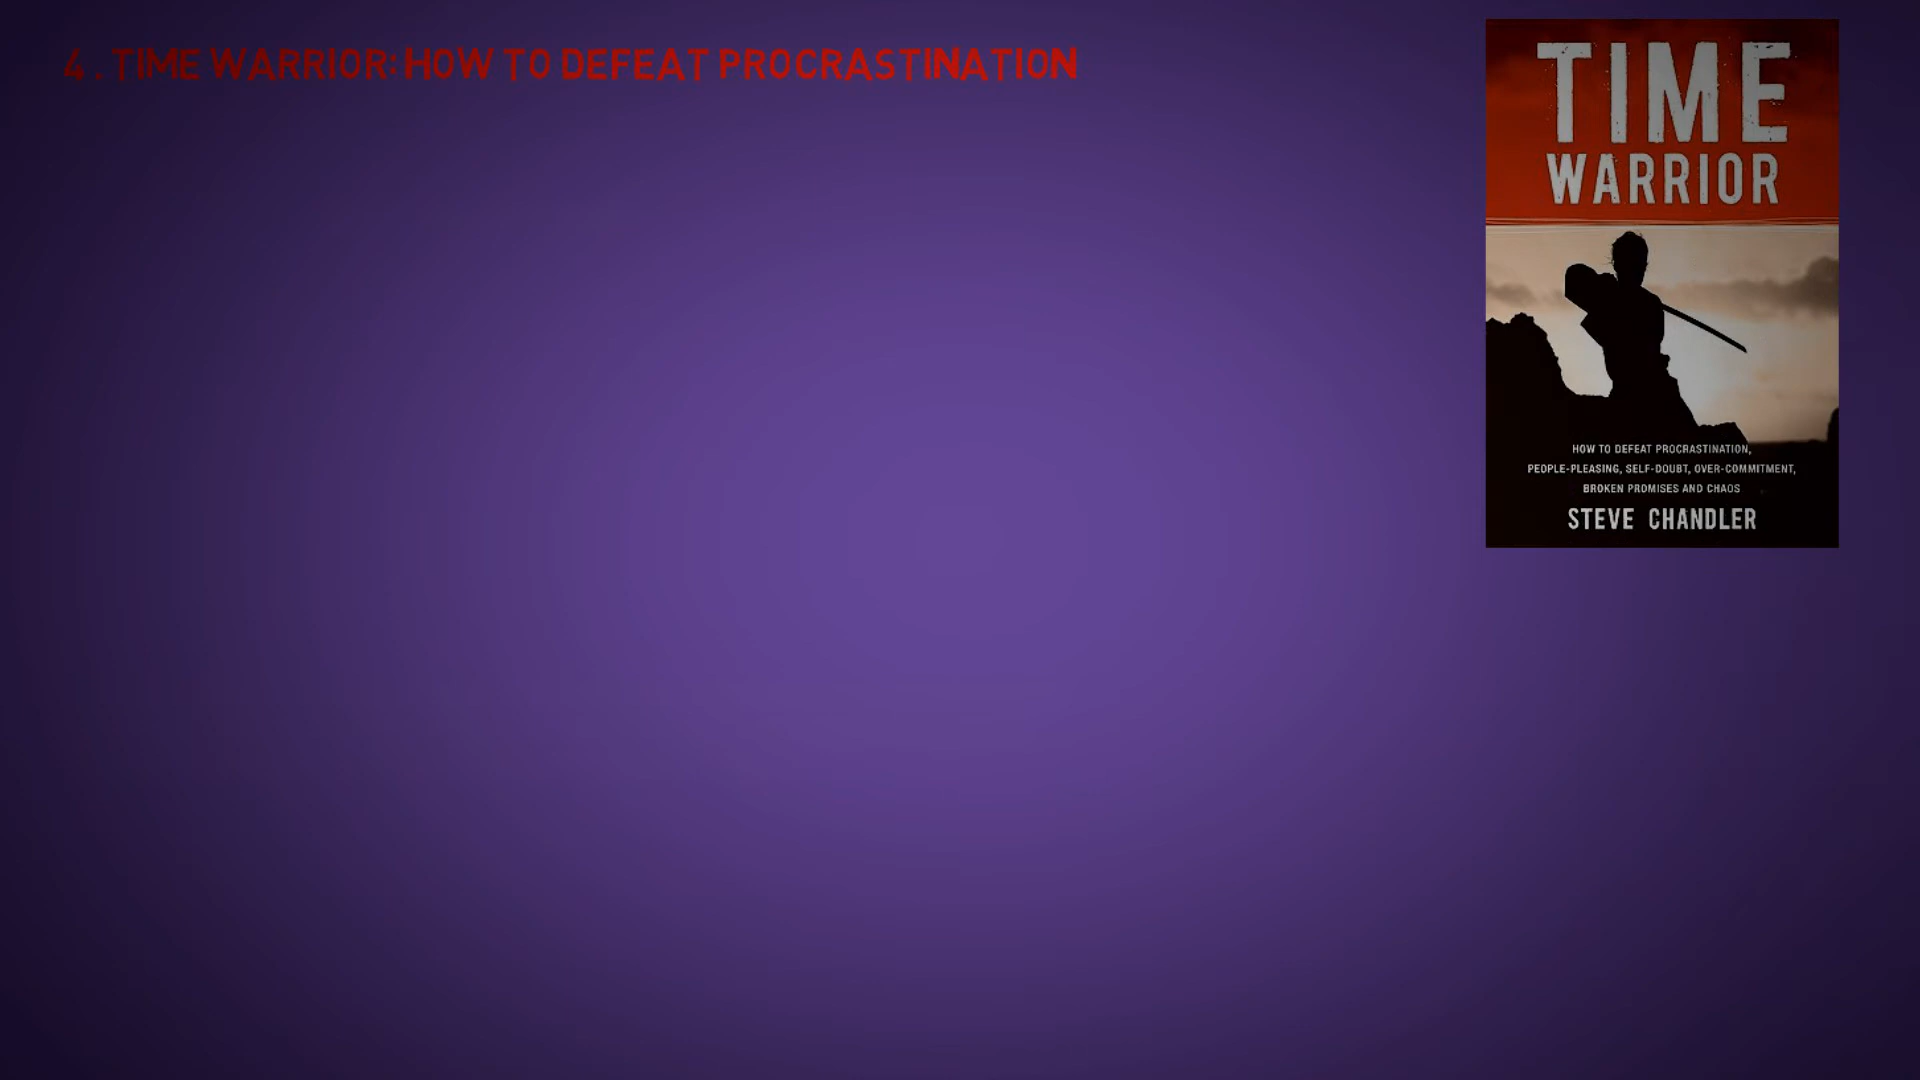 4 . TIME WARRIOR: HOW TO DEFEAT PROCRASTINATION
TIME
WARRIOR
HOW TO DEFEAT PROCRASTINATION,
PEOPLE-PLEASING, SELF-DOUBT, OVER-COMMITMENT,
BROKEN PROMISES AND CHAOS
STEVE CHANDLER